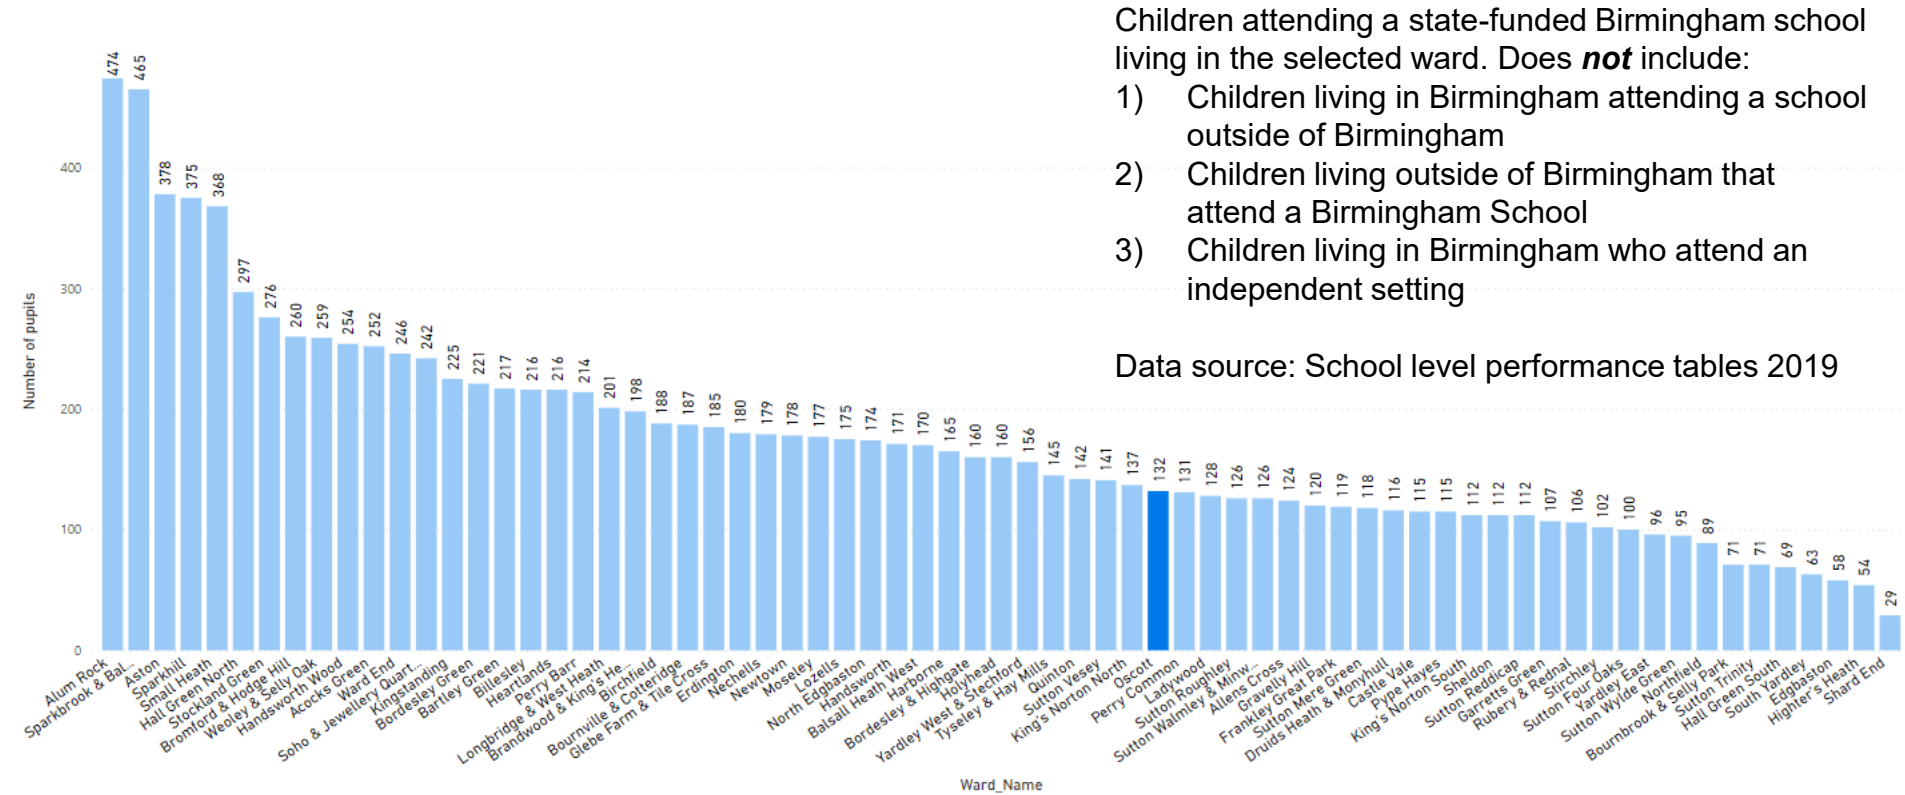 Children attending a state-funded Birmingham school
living in the selected ward. Does not include:
1) Children living in Birmingham attending a school
outside of Birmingham
2) Children living outside of Birmingham that
attend a Birmingham School
3) Children living in Birmingham who attend an
independent setting
Data source: School level performance tables 2019
Number of pupils
400
300
200
100
0
474
465
378
375
368
297
276
260
259
254
252
246
242
225
221
217
216
216
214
201
198
188
187
185
180
179
178
177
175
174
171
170
165
160
160
156
145
142
141
137
132
131
128
126
126
124
120
119
118
116
115
115
112
112
112
107
106
102
100
96
95
89
71
71
69
63
58
54
29
Alum Rock
Sparkbrook & Bal...
Aston
Sparkhill
Small Heath
Hall Green North
Stockland Green
Bromford & Hodge Hill
Weoley & Selly Oak
Handsworth Wood
Acocks Green
Ward End
Soho & Jewellery Quart...
Kingstanding
Bordesley Green
Bartley Green
Billesley
Heartlands
Perry Barr
Longbridge & West Heath
Brandwood & King's He...
Birchfield
Bournville & Cotteridge
Glebe Farm & Tile Cross
Erdington
Nechells
Newtown
Moseley
Lozells
North Edgbaston
Handsworth
Balsall Heath West
Harborne
Bordesley & Highgate
Holyhead
Yardley West & Stechford
Tyseley & Hay Mills
Quinton
Sutton Vesey
King's Norton North
Oscott
Perry Common
Ladywood
Sutton Roughley
Sutton Walmley & Minw...
Allens Cross
Gravelly Hill
Frankley Great Park
Sutton Mere Green
Druids Heath & Monyhull
Castle Vale
Pype Hayes
King's Norton South
Sheldon
Sutton Reddicap
Garretts Green
Rubery & Rednal
Stirchley
Sutton Four Oaks
Yardley East
Sutton Wylde Green
Northfield
Bournbrook & Selly Park
Sutton Trinity
Hall Green South
South Yardley
Edgbaston
Highter's Heath
Shard End
Ward_Name